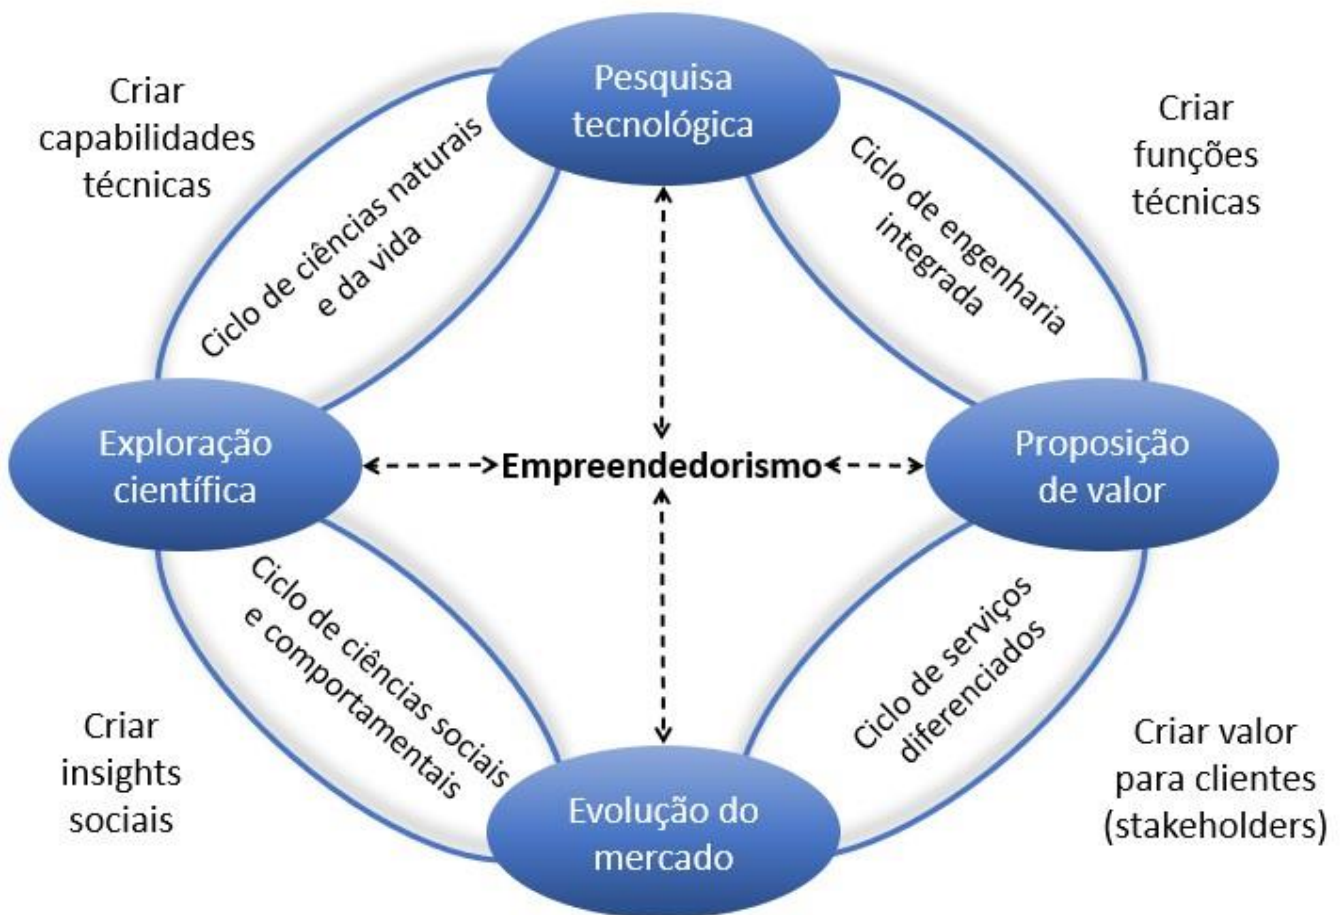 Pesquisa
tecnológica
Criar
capabilidades
técnicas
Criar
funções
técnicas
Ciclo de ciências naturais
e da vida
Ciclo de engenharia
integrada
Exploração
científica
Empreendedorismo
Proposição
de valor
Ciclo de ciências sociais
e comportamentais
Ciclo de serviços
diferenciados
Criar
insights
sociais
Criar valor
para clientes
(stakeholders)
Evolução do
mercado